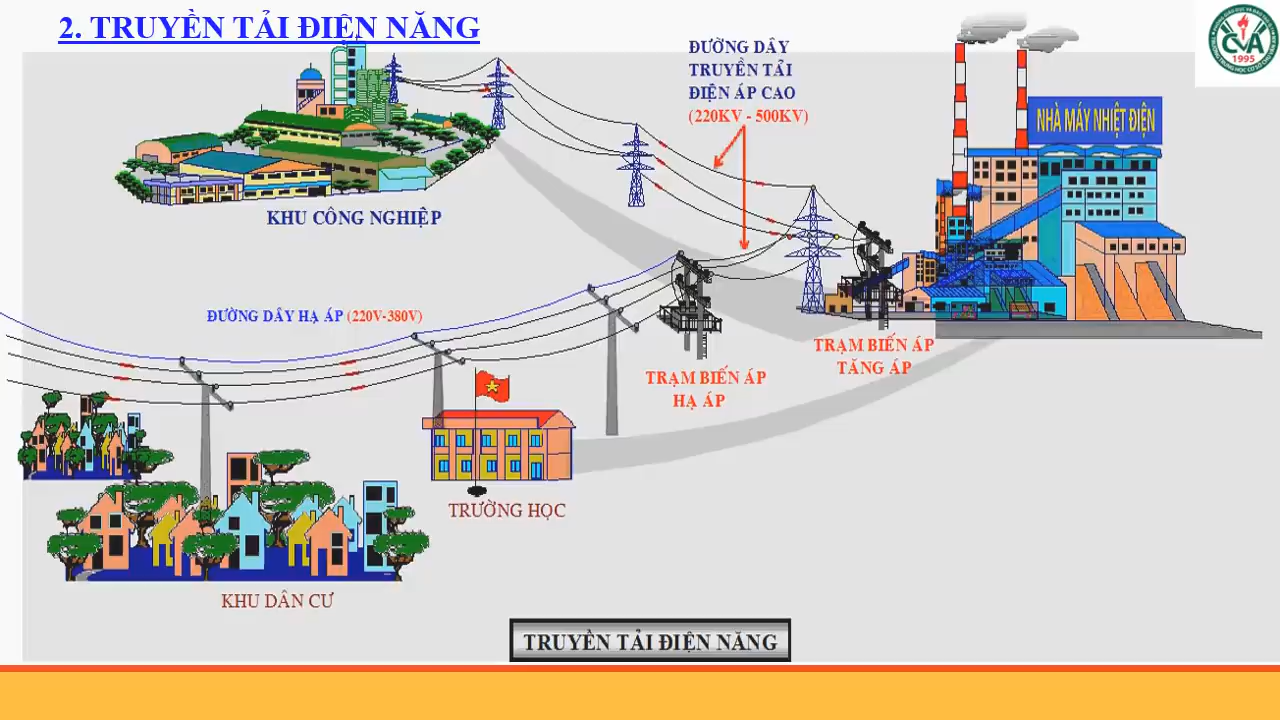 2. TRUYỀN TẢI ĐIỆN NĂNG
CVA
1995
ĐƯỜNG DÂY
TRUYỀN TẢI
ĐIỆN ÁP CAO
(220KV - 500KV)
NHÀ MÁY NHIỆT ĐIỆN
KHU CÔNG NGHIỆP
ĐƯỜNG DÂY HẠ ÁP (220V-380V)
TRẠM BIẾN ÁP
TĂNG ÁP
TRẠM BIẾN ÁP
HẠ ÁP
TRƯỜNG HỌC
KHU DÂN CƯ
TRUYỀN TẢI ĐIỆN NĂNG